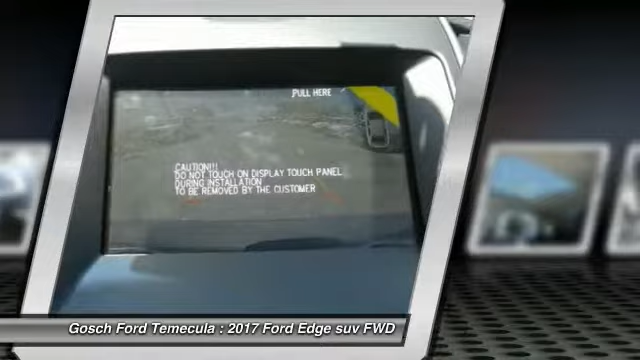 PULL HERE
CAUTION!!!
DO NOT TOUCH ON DISPLAY TOUCH PANEL
DURING INSTALLATION
TO BE REMOVED BY THE CUSTOMER
Gosch Ford Temecula : 2017 Ford Edge suv FWD